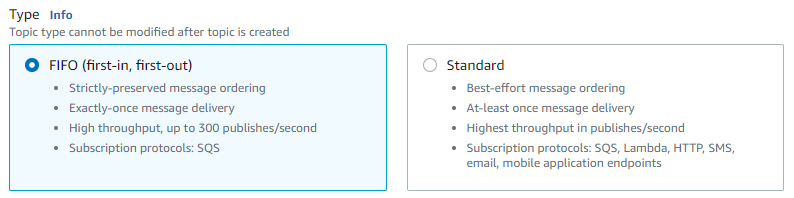 Type Info
Topic type cannot be modified after topic is created
FIFO (first-in, first-out)
• Strictly-preserved message ordering
• Exactly-once message delivery
• High throughput, up to 300 publishes/second
• Subscription protocols: SQS
Standard
• Best-effort message ordering
• At-least once message delivery
• Highest throughput in publishes/second
• Subscription protocols: SQS, Lambda, HTTP, SMS,
email, mobile application endpoints